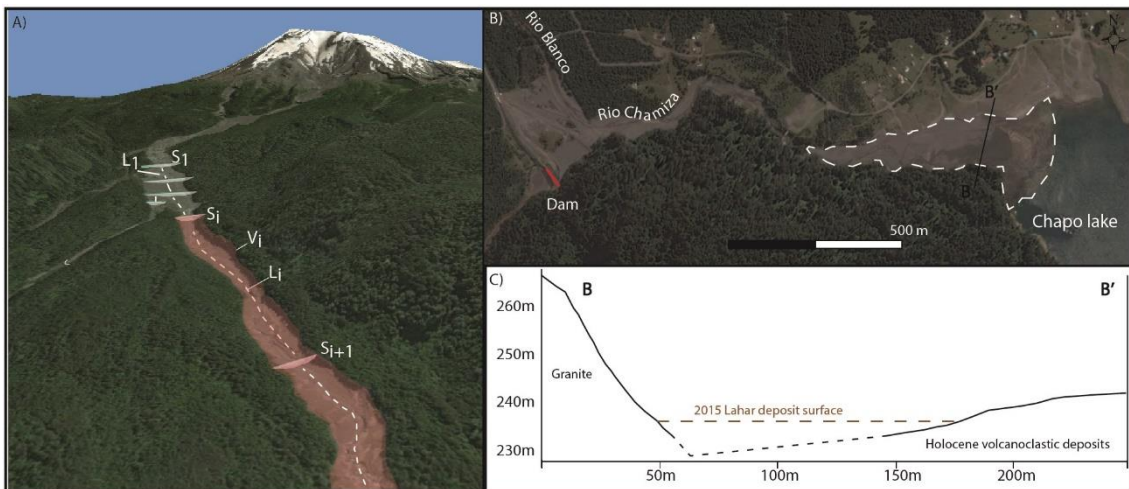 A)
L1
S1
Si
Vi
Li
Si+1
B)
Rio Blanco
Rio Chamiza
Dam
500 m
N
B'
B
Chapo lake
C)
B
B'
260m
250m
240m
230m
Granite
2015 Lahar deposit surface
Holocene volcanoclastic deposits
50m
100m
150m
200m